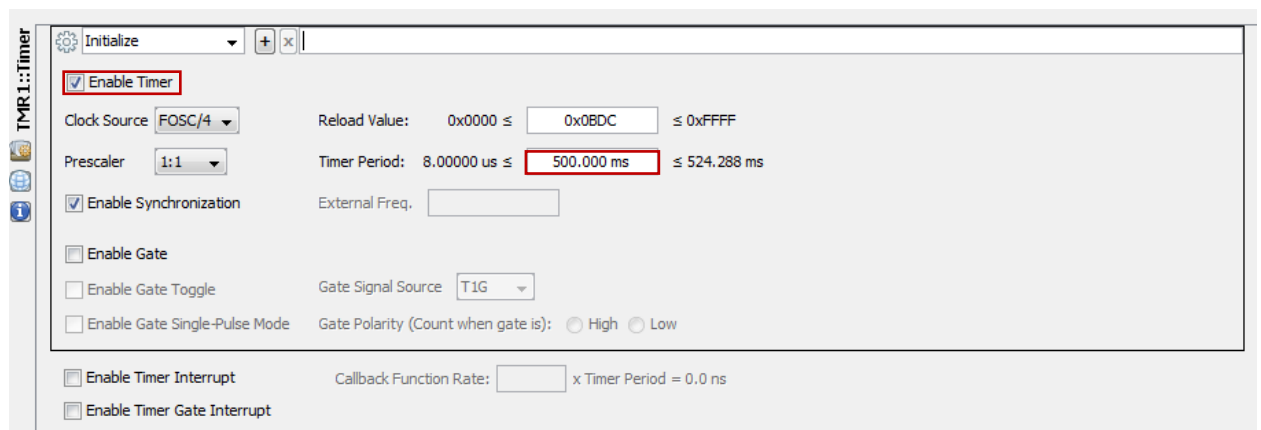 TMR1::Timer
Initialize + x
Enable Timer
Clock Source FOSC/4 Reload Value: 0x0000 ≤ 0x0BDC ≤ 0xFFFF
Prescaler 1:1 Timer Period: 8.00000 us ≤ 500.000 ms ≤ 524.288 ms
Enable Synchronization External Freq.
Enable Gate
Enable Gate Toggle Gate Signal Source T1G
Enable Gate Single-Pulse Mode Gate Polarity (Count when gate is): High Low
Enable Timer Interrupt Callback Function Rate: x Timer Period = 0.0 ns
Enable Timer Gate Interrupt